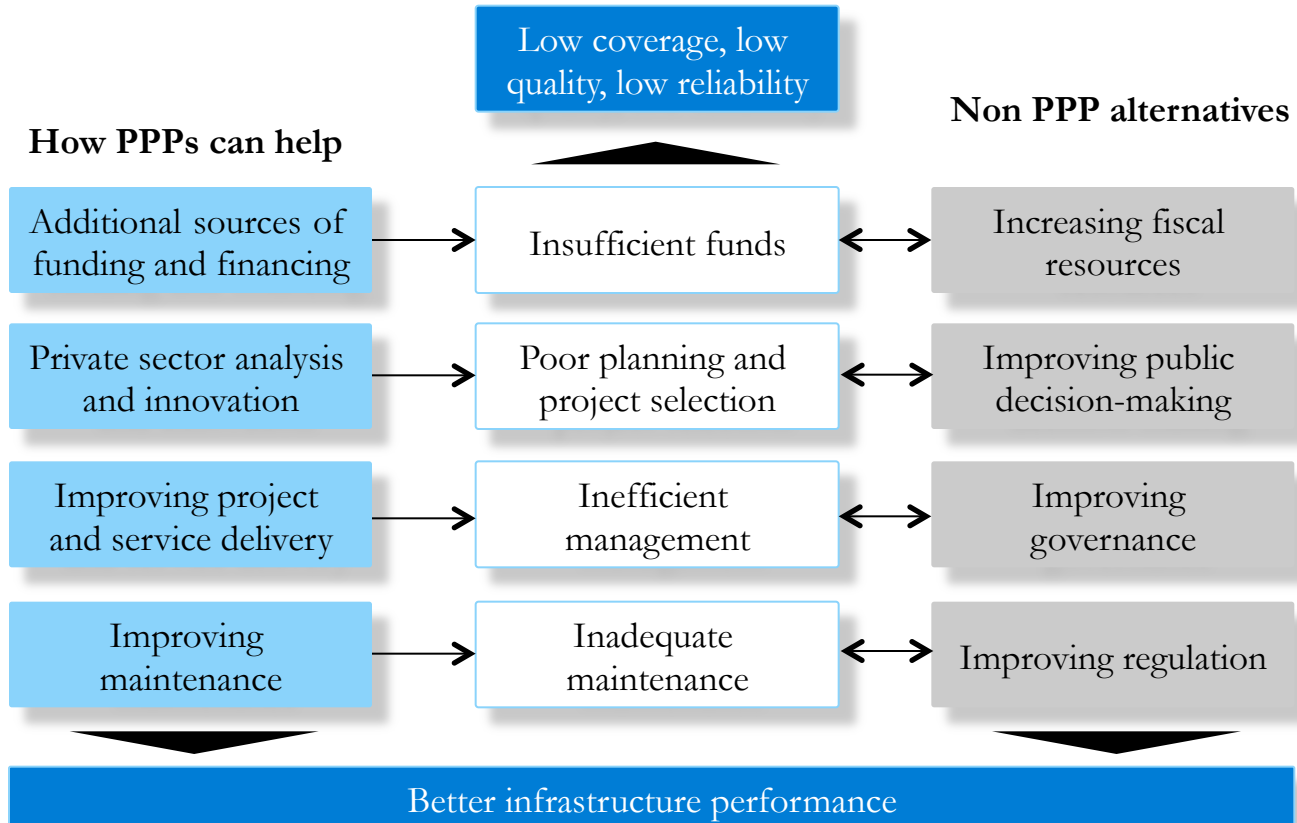 Low coverage, low
quality, low reliability
How PPPs can help
Non PPP alternatives
Additional sources of
funding and financing
Insufficient funds
Increasing fiscal
resources
Private sector analysis
and innovation
Poor planning and
project selection
Improving public
decision-making
Improving project
and service delivery
Inefficient
management
Improving
governance
Improving
maintenance
Inadequate
maintenance
Improving regulation
Better infrastructure performance